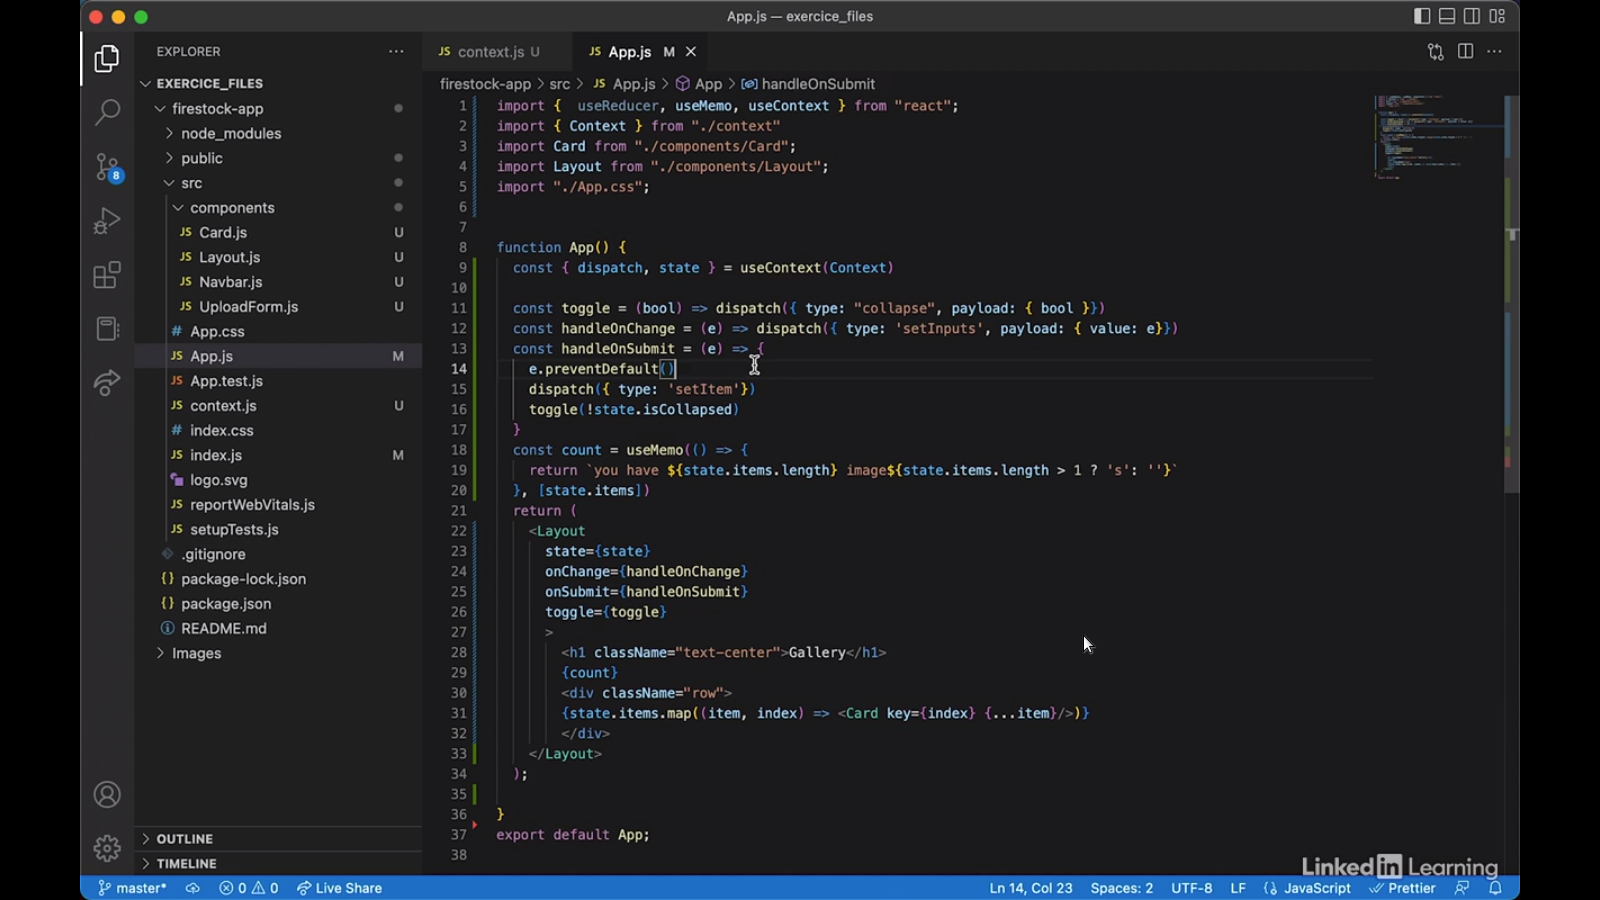 App.js — exercice_files
EXPLORER
EXERCICE_FILES
firestock-app
node_modules
public
src
components
JS Card.js U
JS Layout.js U
JS Navbar.js U
JS UploadForm.js U
# App.css
JS App.js M
JS App.test.js
JS context.js U
# index.css
JS index.js M
logo.svg
JS reportWebVitals.js
JS setupTests.js
.gitignore
{} package-lock.json
{} package.json
README.md
Images
OUTLINE
TIMELINE
8
JS context.js U
JS App.js M
firestock-app > src > JS App.js > App > handleOnSubmit
1 import {  useReducer, useMemo, useContext } from "react";
2 import { Context } from "./context"
3 import Card from "./components/Card";
4 import Layout from "./components/Layout";
5 import "./App.css";
6
7
8 function App() {
9 const { dispatch, state } = useContext(Context)
10
11 const toggle = (bool) => dispatch({ type: "collapse", payload: { bool }})
12 const handleOnChange = (e) => dispatch({ type: 'setInputs', payload: { value: e}})
13 const handleOnSubmit = (e) => {
14 e.preventDefault()
15 dispatch({ type: 'setItem'})
16 toggle(!state.isCollapsed)
17 }
18 const count = useMemo(() => {
19 return `you have ${state.items.length} image${state.items.length > 1 ? 's': ''}`
20 }, [state.items])
21 return (
22 <Layout
23 state={state}
24 onChange={handleOnChange}
25 onSubmit={handleOnSubmit}
26 toggle={toggle}
27 >
28 <h1 className="text-center">Gallery</h1>
29 {count}
30 <div className="row">
31 {state.items.map((item, index) => <Card key={index} {...item}/>)}
32 </div>
33 </Layout>
34 );
35
36 }
37 export default App;
38
LinkedIn Learning
master* 0 0 Live Share
Ln 14, Col 23 Spaces: 2 UTF-8 LF {} JavaScript Prettier